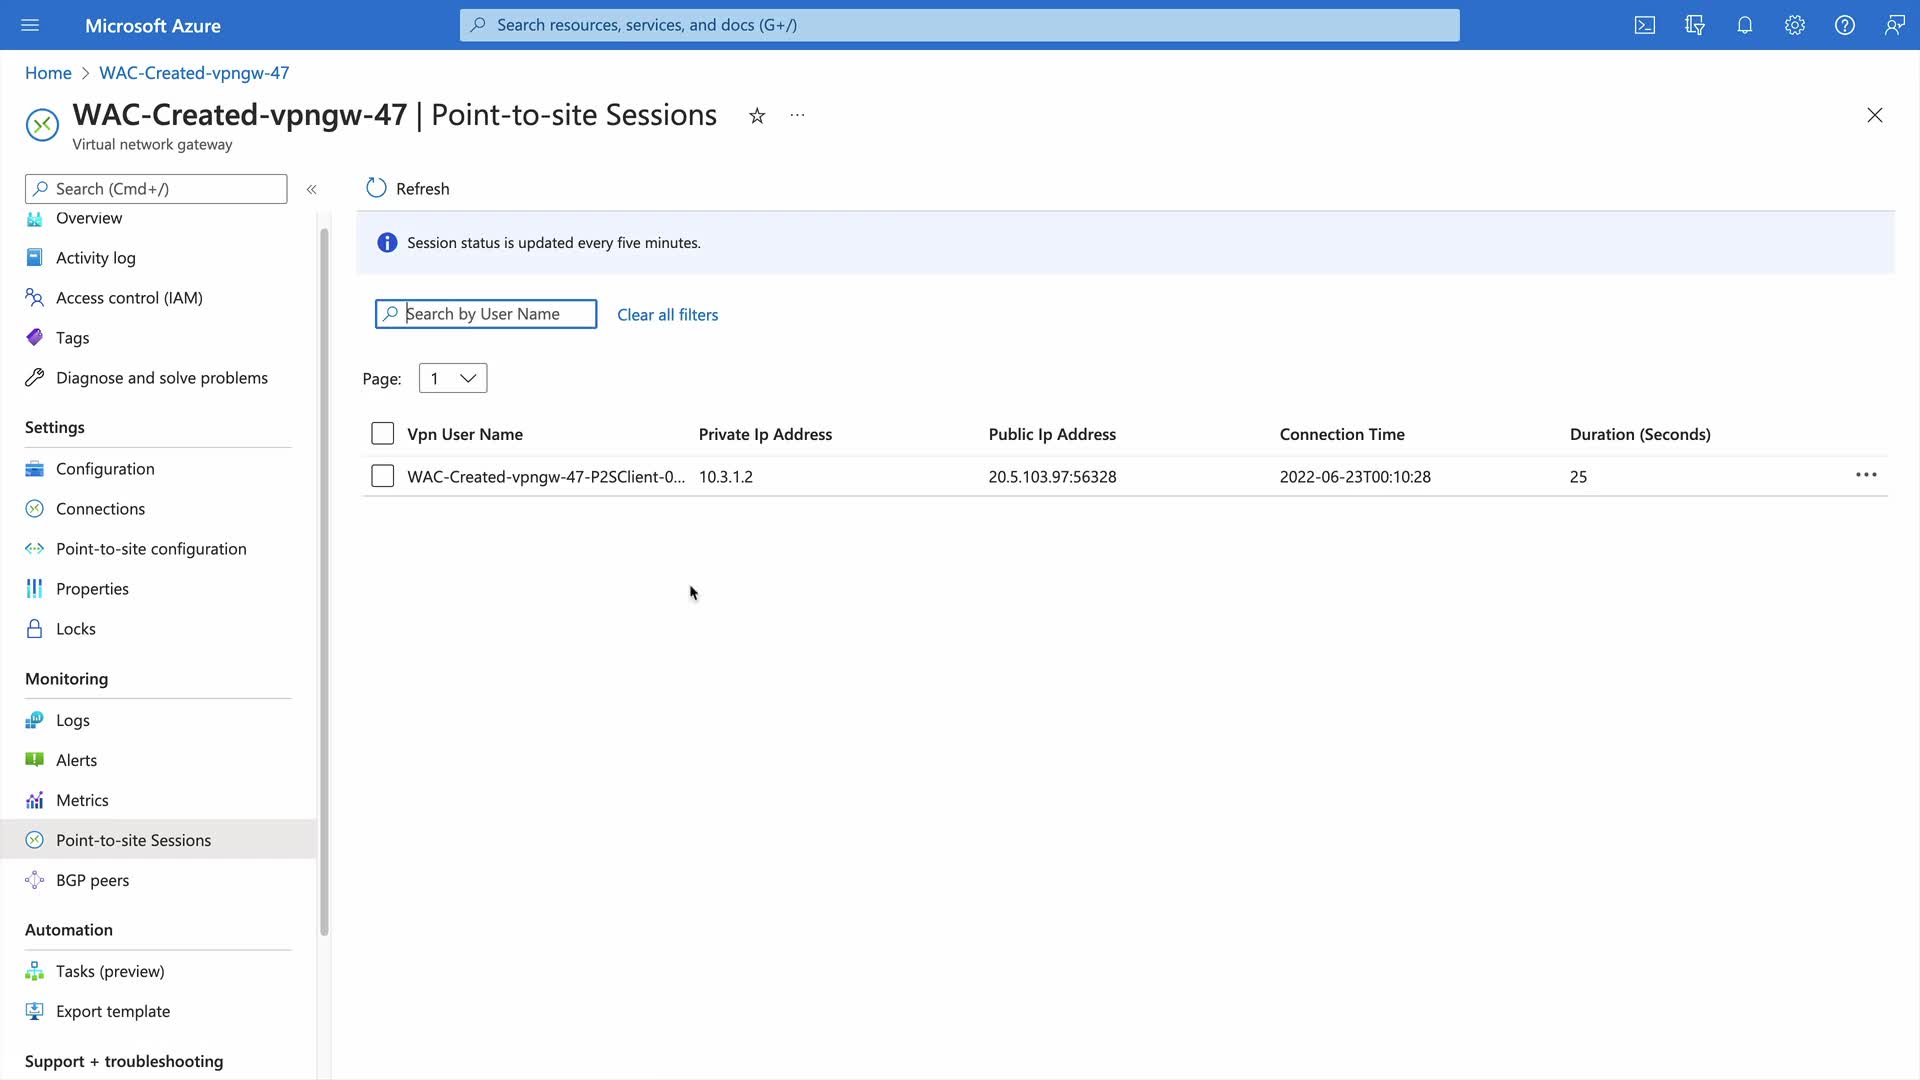 Microsoft Azure
Search resources, services, and docs (G+/)
Home > WAC-Created-vpngw-47
WAC-Created-vpngw-47 | Point-to-site Sessions
Virtual network gateway
Search (Cmd+/)
Overview
Activity log
Access control (IAM)
Tags
Diagnose and solve problems
Settings
Configuration
Connections
Point-to-site configuration
Properties
Locks
Monitoring
Logs
Alerts
Metrics
Point-to-site Sessions
BGP peers
Automation
Tasks (preview)
Export template
Support + troubleshooting
Refresh
Session status is updated every five minutes.
Search by User Name
Clear all filters
Page: 1
Vpn User Name Private Ip Address Public Ip Address Connection Time Duration (Seconds)
WAC-Created-vpngw-47-P2SClient-0... 10.3.1.2 20.5.103.97:56328 2022-06-23T00:10:28 25